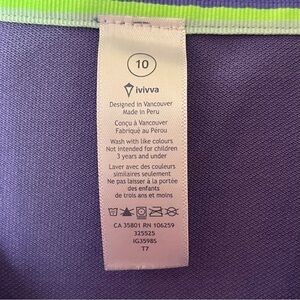 10
ivivva
Designed in Vancouver
Made in Peru
Conçu à Vancouver
Fabriqué au Pérou
Wash with like colours
Not intended for children
3 years and under
Laver avec des couleurs
similaires seulement
Ne pas laisser à la portée
des enfants
de trois ans et moins
CA 35801 RN 106259
325525
IG3598S
T7